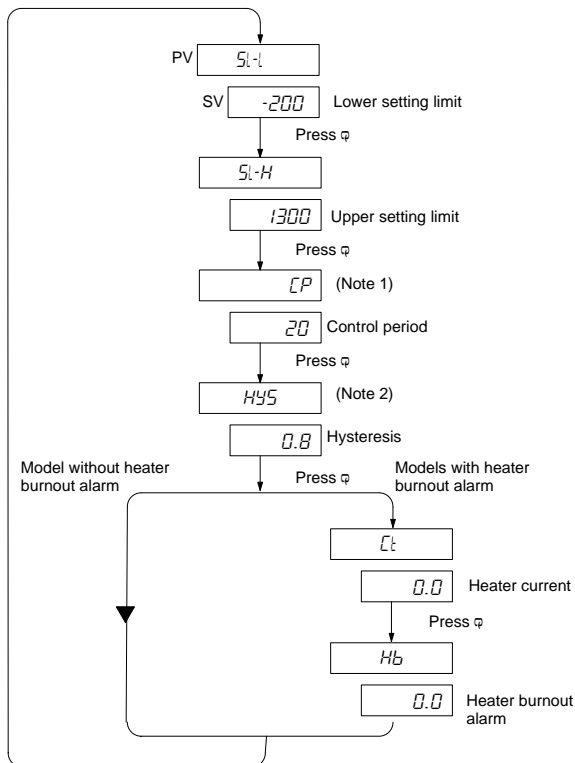 PV SL-L
SV -200 Lower setting limit
Press
SL-H
1300 Upper setting limit
Press
CP (Note 1)
20 Control period
Press
HYS (Note 2)
0.8 Hysteresis
Model without heater
burnout alarm
Press
Models with heater
burnout alarm
Ct
0.0 Heater current
Press
Hb
0.0 Heater burnout
alarm